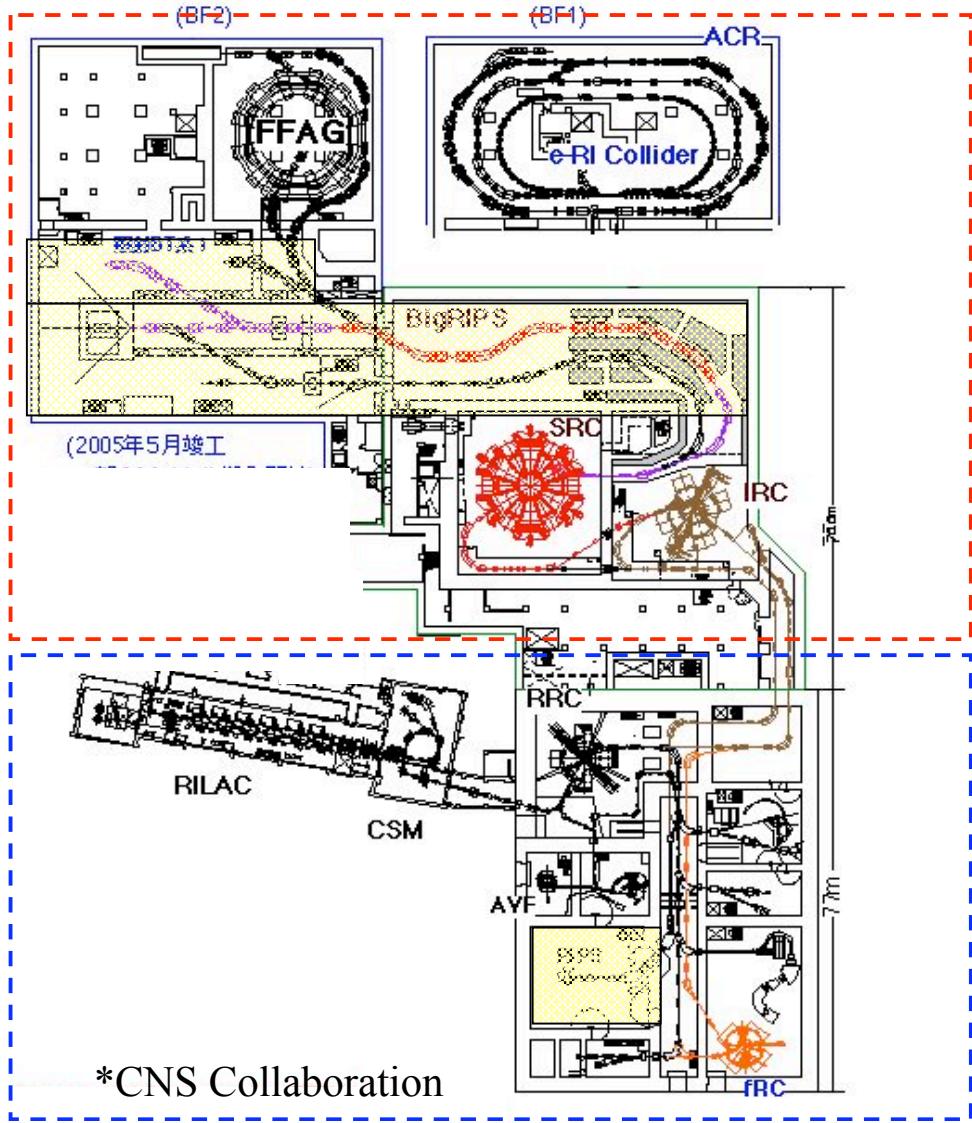 (BF2)
(BF1)
ACR
FFAG
e-RI Collider
BigRIPS
(2005年5月竣工
SRC
IRC
RRC
RILAC
CSM
AVF
77m
*CNS Collaboration
fRC